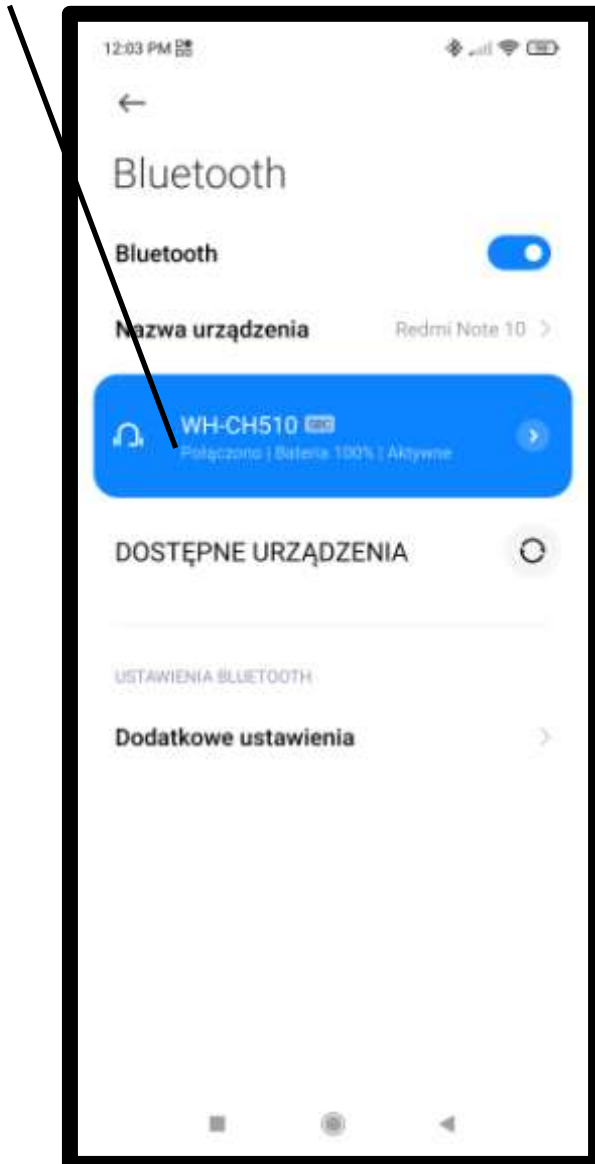 12:03 PM
Bluetooth
Bluetooth
Nazwa urządzenia Redmi Note 10
WH-CH510
Połączono | Bateria 100% | Aktywne
DOSTĘPNE URZĄDZENIA
USTAWIENIA BLUETOOTH
Dodatkowe ustawienia